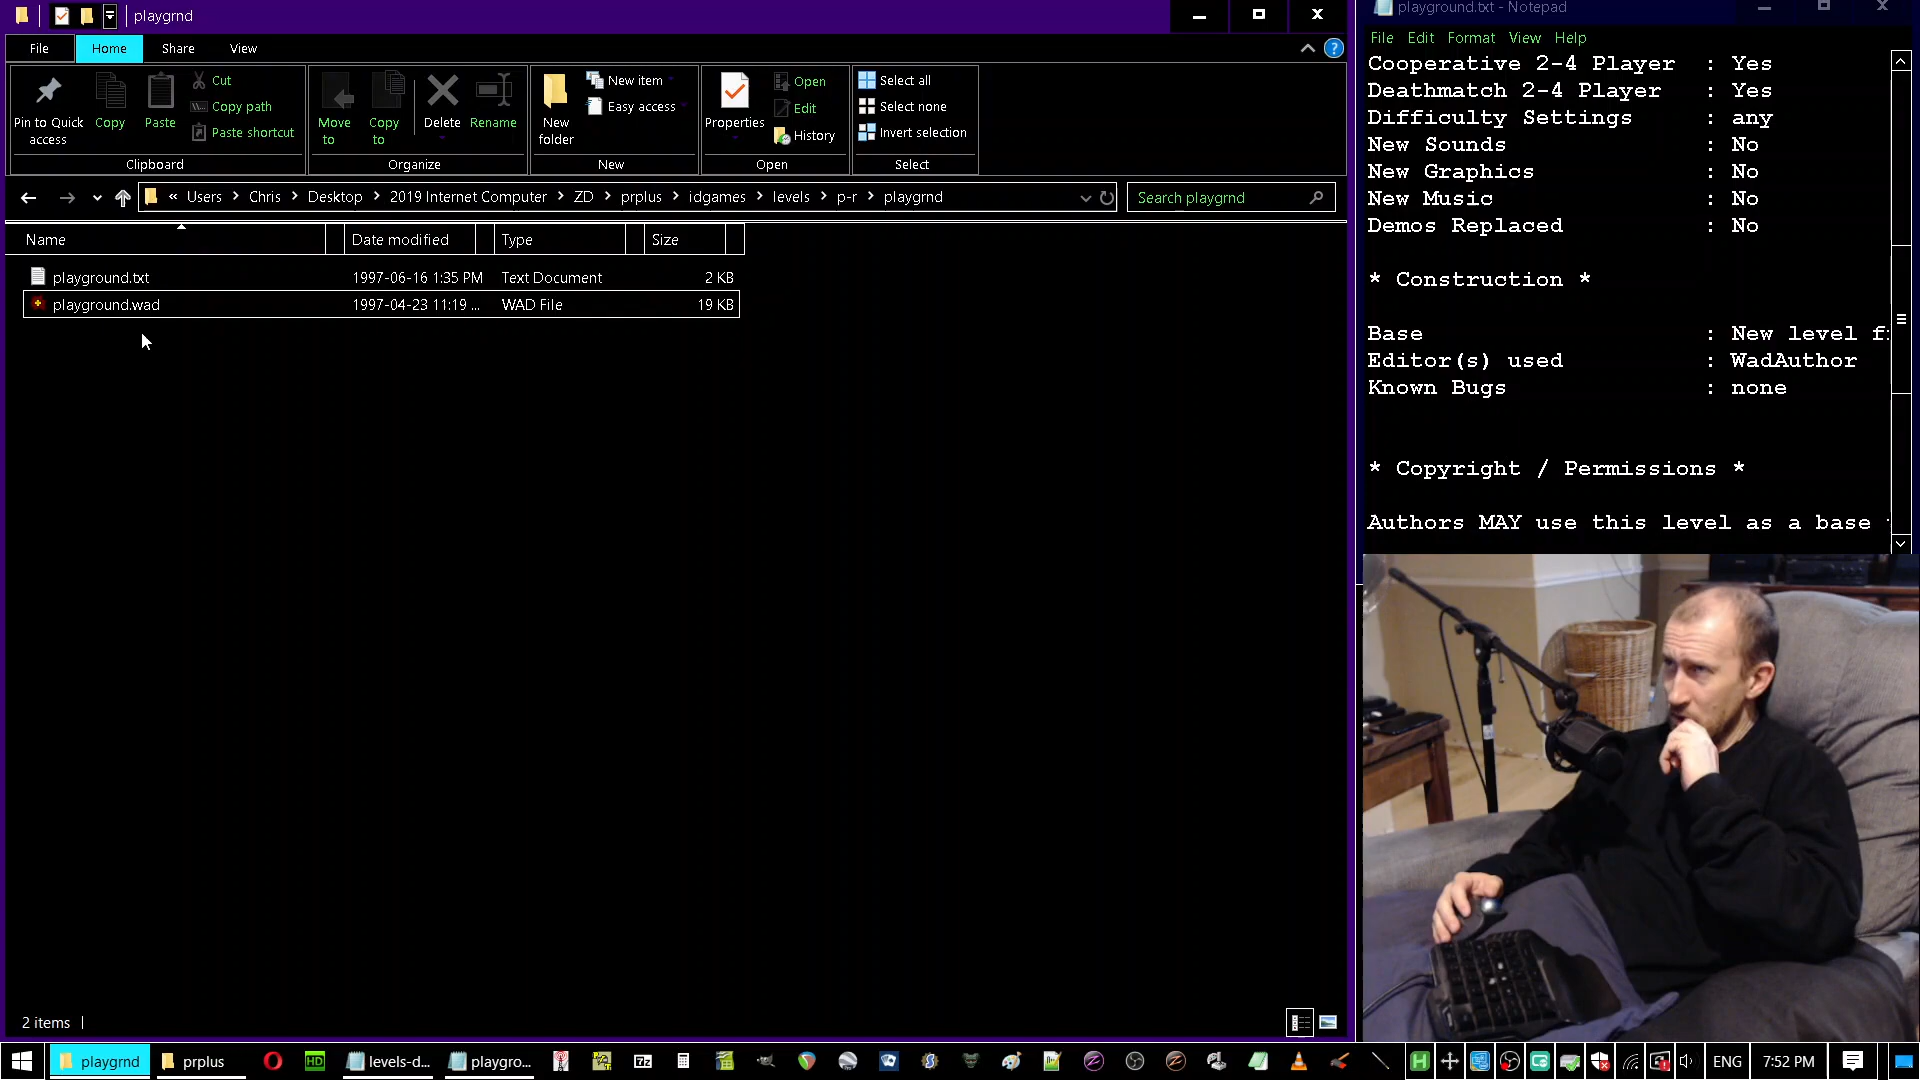 playgrnd
File Home Share View
Pin to Quick access
Copy
Paste
Cut
Copy path
Paste shortcut
Clipboard
Move to
Copy to
Delete
Rename
Organize
New folder
New item
Easy access
New
Properties
Open
Edit
History
Open
Select all
Select none
Invert selection
Select
« Users > Chris > Desktop > 2019 Internet Computer > ZD > prplus > idgames > levels > p-r > playgrnd
Search playgrnd
Name Date modified Type Size
playground.txt 1997-06-16 1:35 PM Text Document 2 KB
playground.wad 1997-04-23 11:19 ... WAD File 19 KB
2 items
playground.txt - Notepad
File Edit Format View Help
Cooperative 2-4 Player : Yes
Deathmatch 2-4 Player : Yes
Difficulty Settings : any
New Sounds : No
New Graphics : No
New Music : No
Demos Replaced : No
* Construction *
Base : New level f
Editor(s) used : WadAuthor
Known Bugs : none
* Copyright / Permissions *
Authors MAY use this level as a base
playgrnd
prplus
HD
levels-d...
playgro...
7z
H
ENG
7:52 PM